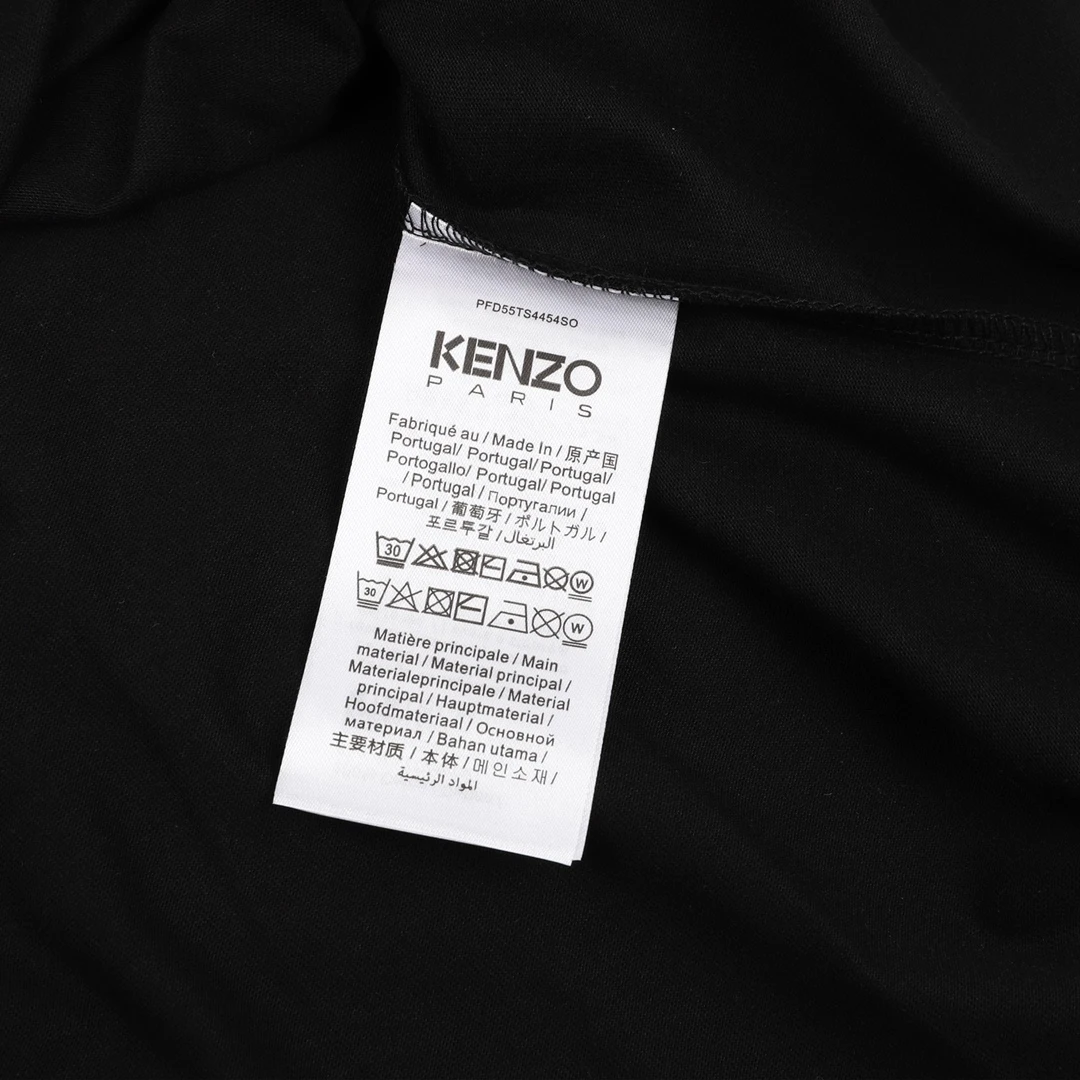 PFD55TS4454SO
KENZO
PARIS
Fabriqué au / Made In / 原产国
Portugal/ Portugal/ Portugal/
Portogallo/ Portugal/ Portugal
/ Portugal / Португалии /
Portugal / 葡萄牙 / ポルトガル /
포르투갈 / البرتغال
30 W
30 W
Matière principale / Main
material / Material principal /
Materialeprincipale / Material
principal / Hauptmaterial /
Hoofdmateriaal / Основной
материал / Bahan utama /
主要材质 / 本体 / 메인소재 /
المواد الرئيسية